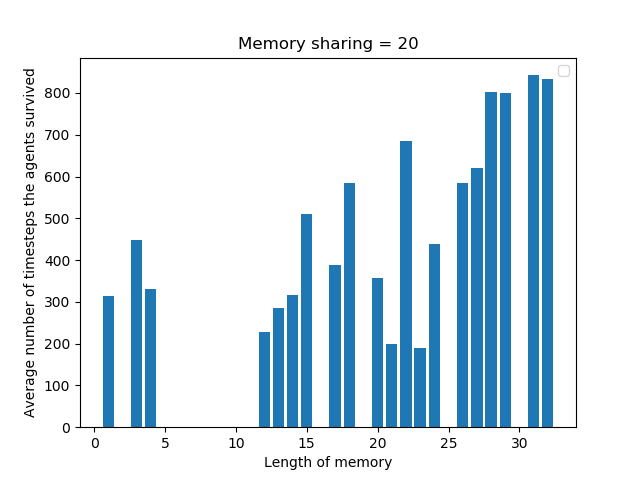 Memory sharing = 20
Average number of timesteps the agents survived
800
700
600
500
400
300
200
100
0
0 5 10 15 20 25 30
Length of memory